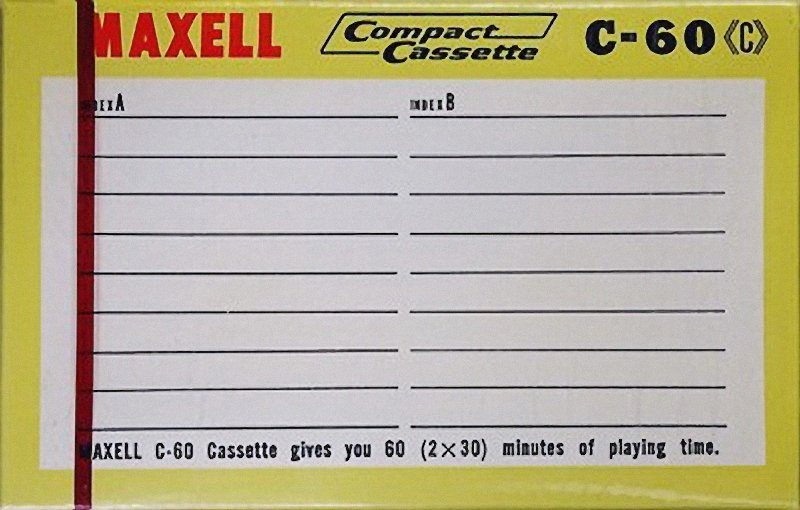 MAXELL Compact Cassette C-60 《C》
INDEX A INDEX B
MAXELL C-60 Cassette gives you 60 (2×30) minutes of playing time.